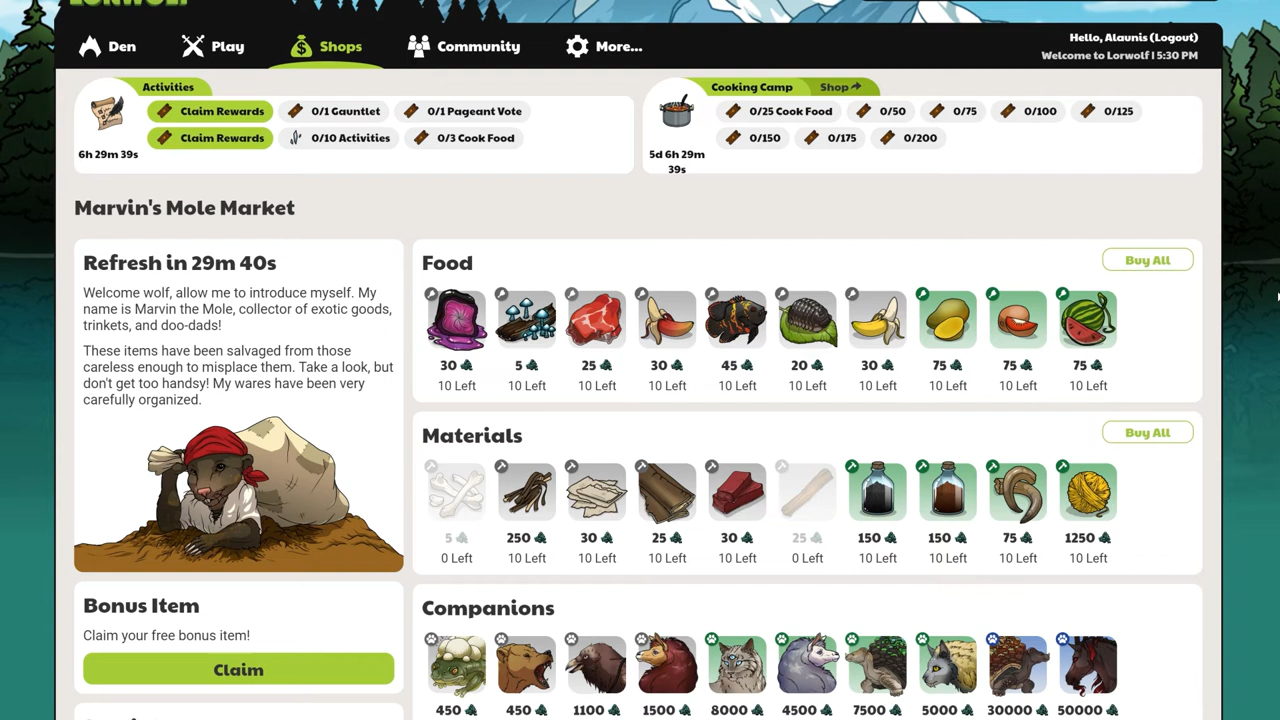 LORWOLF
Den
Play
Shops
Community
More...
Hello, Alaunis (Logout)
Welcome to Lorwolf | 5:30 PM
Activities
Claim Rewards
0/1 Gauntlet
0/1 Pageant Vote
Claim Rewards
0/10 Activities
0/3 Cook Food
6h 29m 39s
Cooking Camp
Shop
0/25 Cook Food
0/50
0/75
0/100
0/125
0/150
0/175
0/200
5d 6h 29m
39s
Marvin's Mole Market
Refresh in 29m 40s
Welcome wolf, allow me to introduce myself. My
name is Marvin the Mole, collector of exotic goods,
trinkets, and doo-dads!
These items have been salvaged from those
careless enough to misplace them. Take a look, but
don't get too handsy! My wares have been very
carefully organized.
Bonus Item
Claim your free bonus item!
Claim
Food
Buy All
30 5 25 30 45 20 30 75 75 75
10 Left 10 Left 10 Left 10 Left 10 Left 10 Left 10 Left 10 Left 10 Left 10 Left
Materials
Buy All
5 250 30 25 30 25 150 150 75 1250
0 Left 10 Left 10 Left 10 Left 10 Left 0 Left 10 Left 10 Left 10 Left 10 Left
Companions
450 450 1100 1500 8000 4500 7500 5000 30000 50000